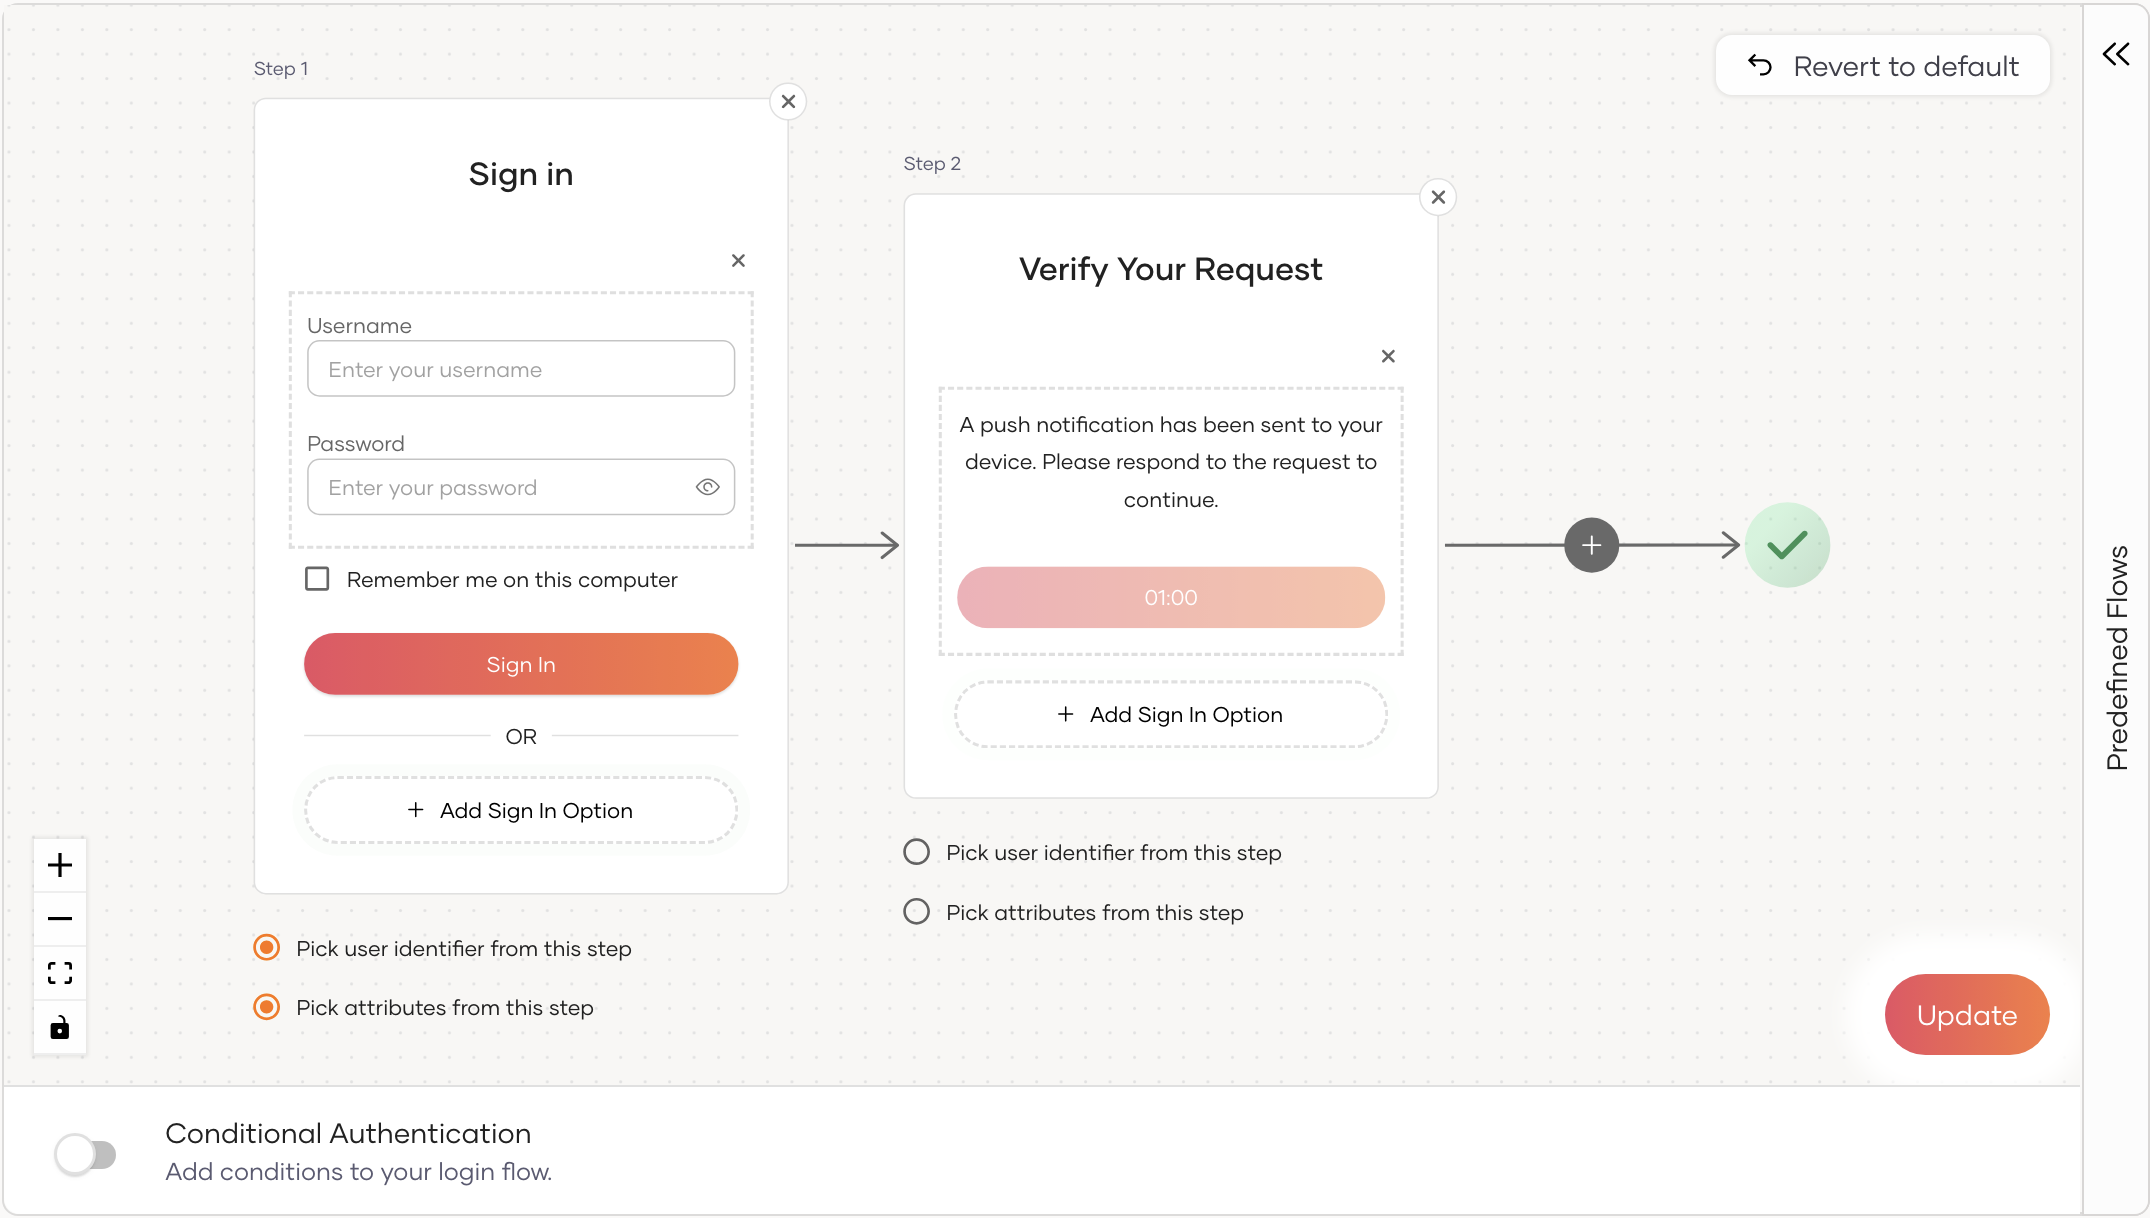 Step 1
Sign in
Username
Enter your username
Password
Enter your password
Remember me on this computer
Sign In
OR
+ Add Sign In Option
Pick user identifier from this step
Pick attributes from this step
Step 2
Verify Your Request
A push notification has been sent to your
device. Please respond to the request to
continue.
01:00
+ Add Sign In Option
Pick user identifier from this step
Pick attributes from this step
Revert to default
Predefined Flows
Update
Conditional Authentication
Add conditions to your login flow.